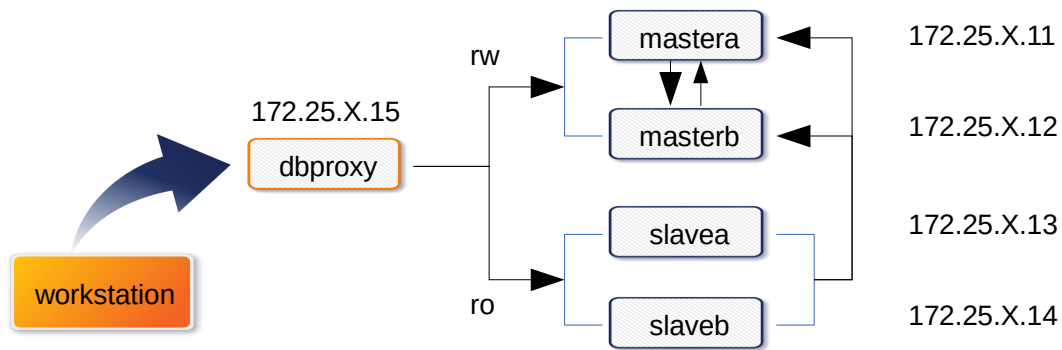 mastera
172.25.X.11
rw
172.25.X.15
masterb
172.25.X.12
dbproxy
slavea
172.25.X.13
workstation
ro
slaveb
172.25.X.14